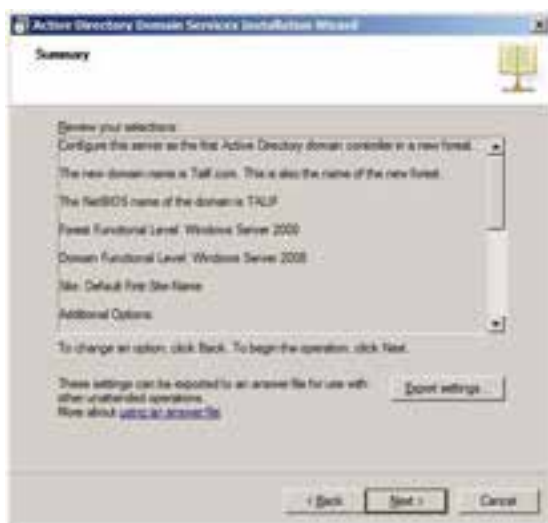 Active Directory Domain Services Installation Wizard
Summary
Review your selections:
Configure this server as the first Active Directory domain controller in a new forest.
The new domain name is Talif.com. This is also the name of the new forest.
The NetBIOS name of the domain is TALIF
Forest Functional Level: Windows Server
Domain Functional Level: Windows Server
Site: Default-First-Site-Name
Additional Options:
To change an option, click Back. To begin the operation, click Next.
These settings can be exported to an answer file for use with
other unattended operations.
More about using an answer file
Export settings...
< Back
Next >
Cancel